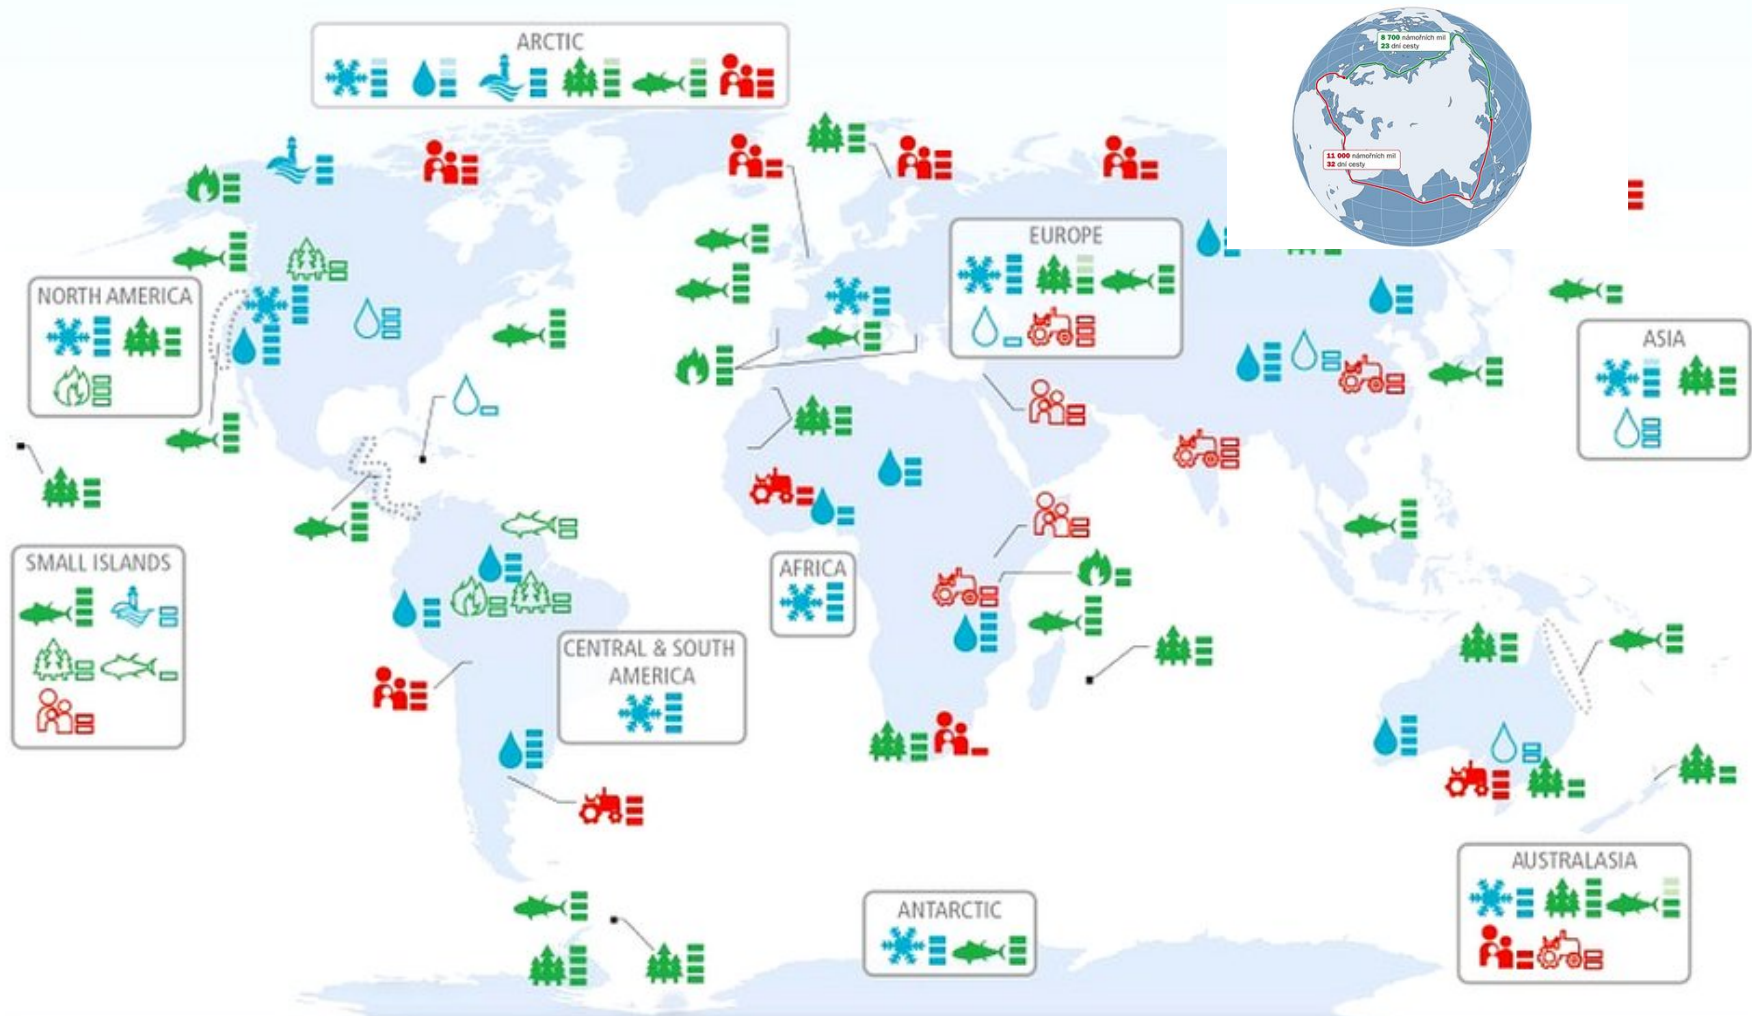 ARCTIC
8 700 námořních mil
23 dní cesty
11 000 námořních mil
32 dní cesty
EUROPE
NORTH AMERICA
ASIA
SMALL ISLANDS
AFRICA
CENTRAL & SOUTH
AMERICA
AUSTRALASIA
ANTARCTIC